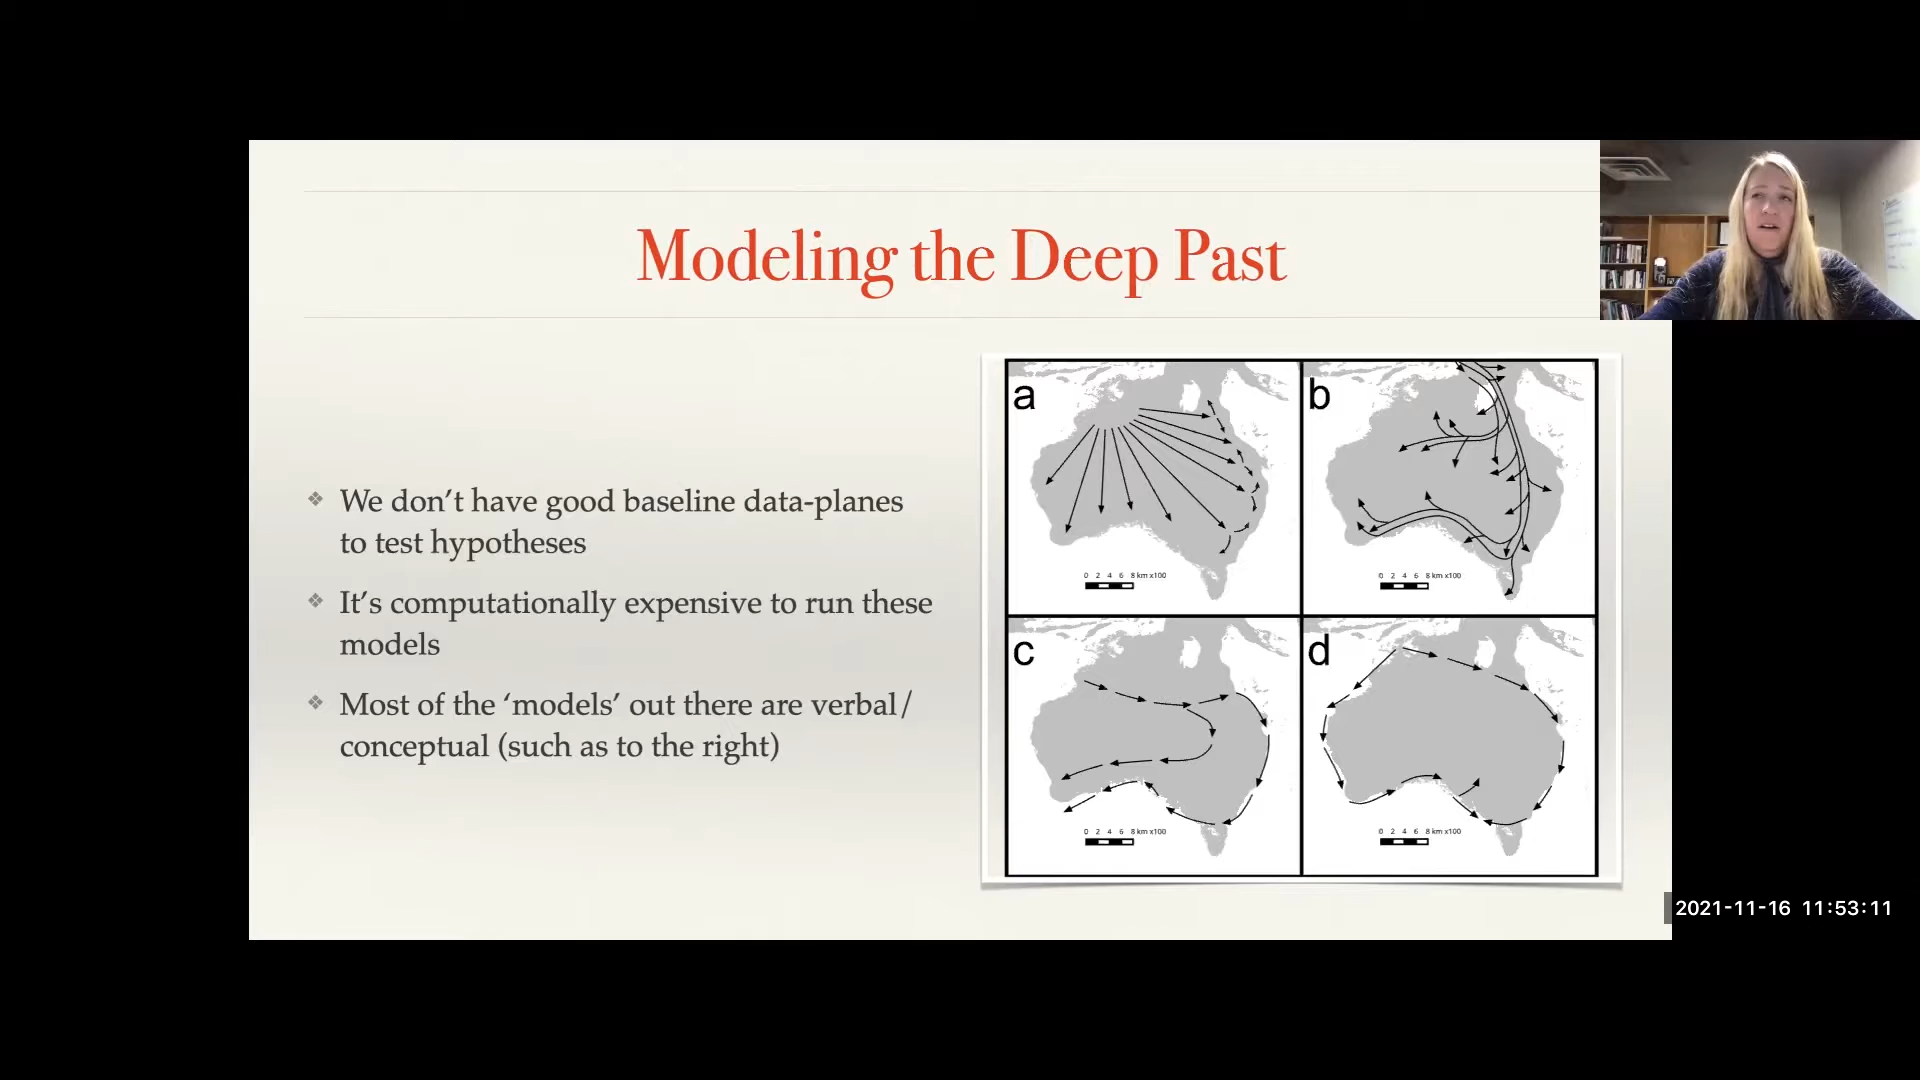 Modeling the Deep Past
❖ We don’t have good baseline data-planes
to test hypotheses
❖ It’s computationally expensive to run these
models
❖ Most of the ‘models’ out there are verbal/
conceptual (such as to the right)
a
0 2 4 6 8 km x100
b
0 2 4 6 8 km x100
c
0 2 4 6 8 km x100
d
0 2 4 6 8 km x100
2021-11-16 11:53:11